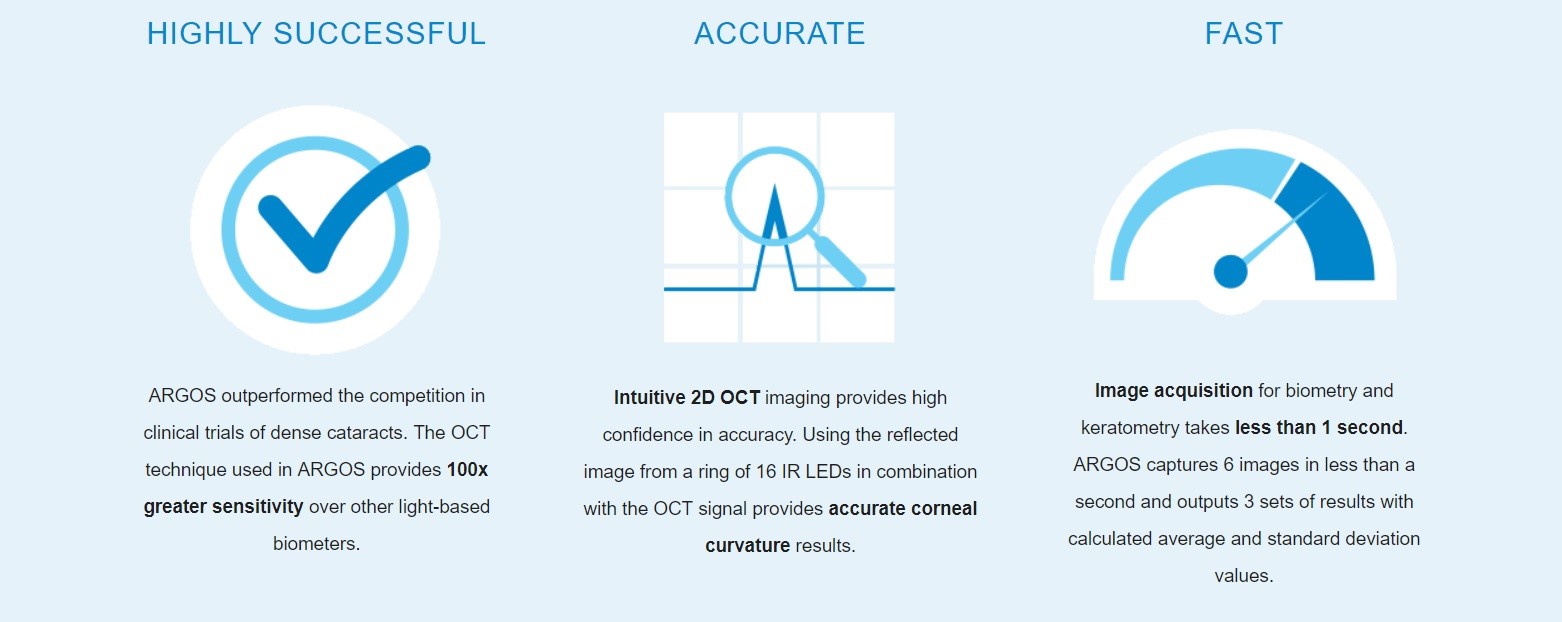 HIGHLY SUCCESSFUL
ARGOS outperformed the competition in
clinical trials of dense cataracts. The OCT
technique used in ARGOS provides 100x
greater sensitivity over other light-based
biometers.
ACCURATE
Intuitive 2D OCT imaging provides high
confidence in accuracy. Using the reflected
image from a ring of 16 IR LEDs in combination
with the OCT signal provides accurate corneal
curvature results.
FAST
Image acquisition for biometry and
keratometry takes less than 1 second.
ARGOS captures 6 images in less than a
second and outputs 3 sets of results with
calculated average and standard deviation
values.